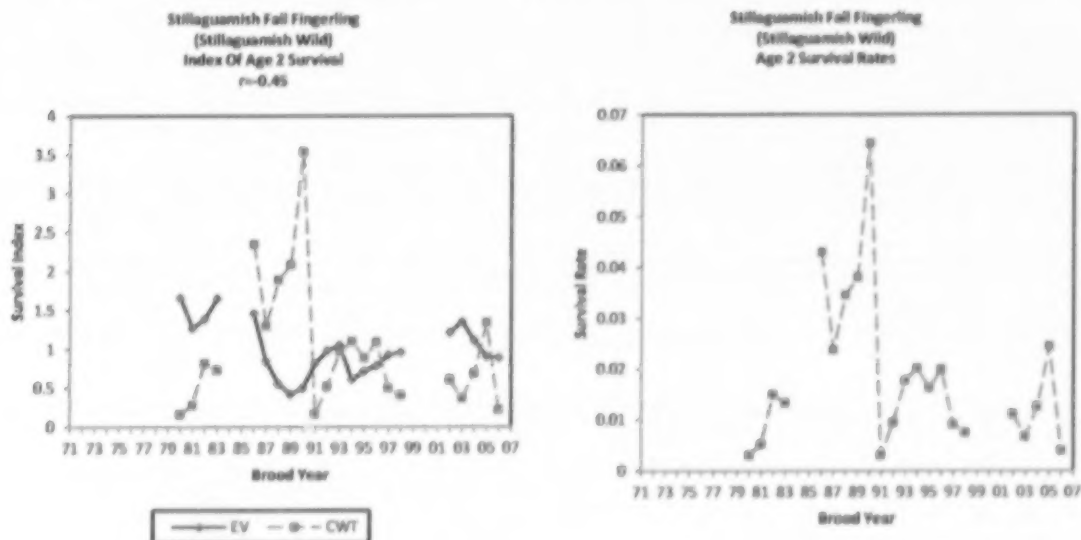 Stillaguamish Fall Fingerling
(Stillaguamish Wild)
Index Of Age 2 Survival
r=-0.45
4
3.5
3
2.5
2
1.5
1
0.5
0
Survival Index
71 73 75 77 79 81 83 85 87 89 91 93 95 97 99 01 03 05 07
Brood Year
EV CWT
Stillaguamish Fall Fingerling
(Stillaguamish Wild)
Age 2 Survival Rates
0.07
0.06
0.05
0.04
0.03
0.02
0.01
0
Survival Rate
71 73 75 77 79 81 83 85 87 89 91 93 95 97 99 01 03 05 07
Brood Year